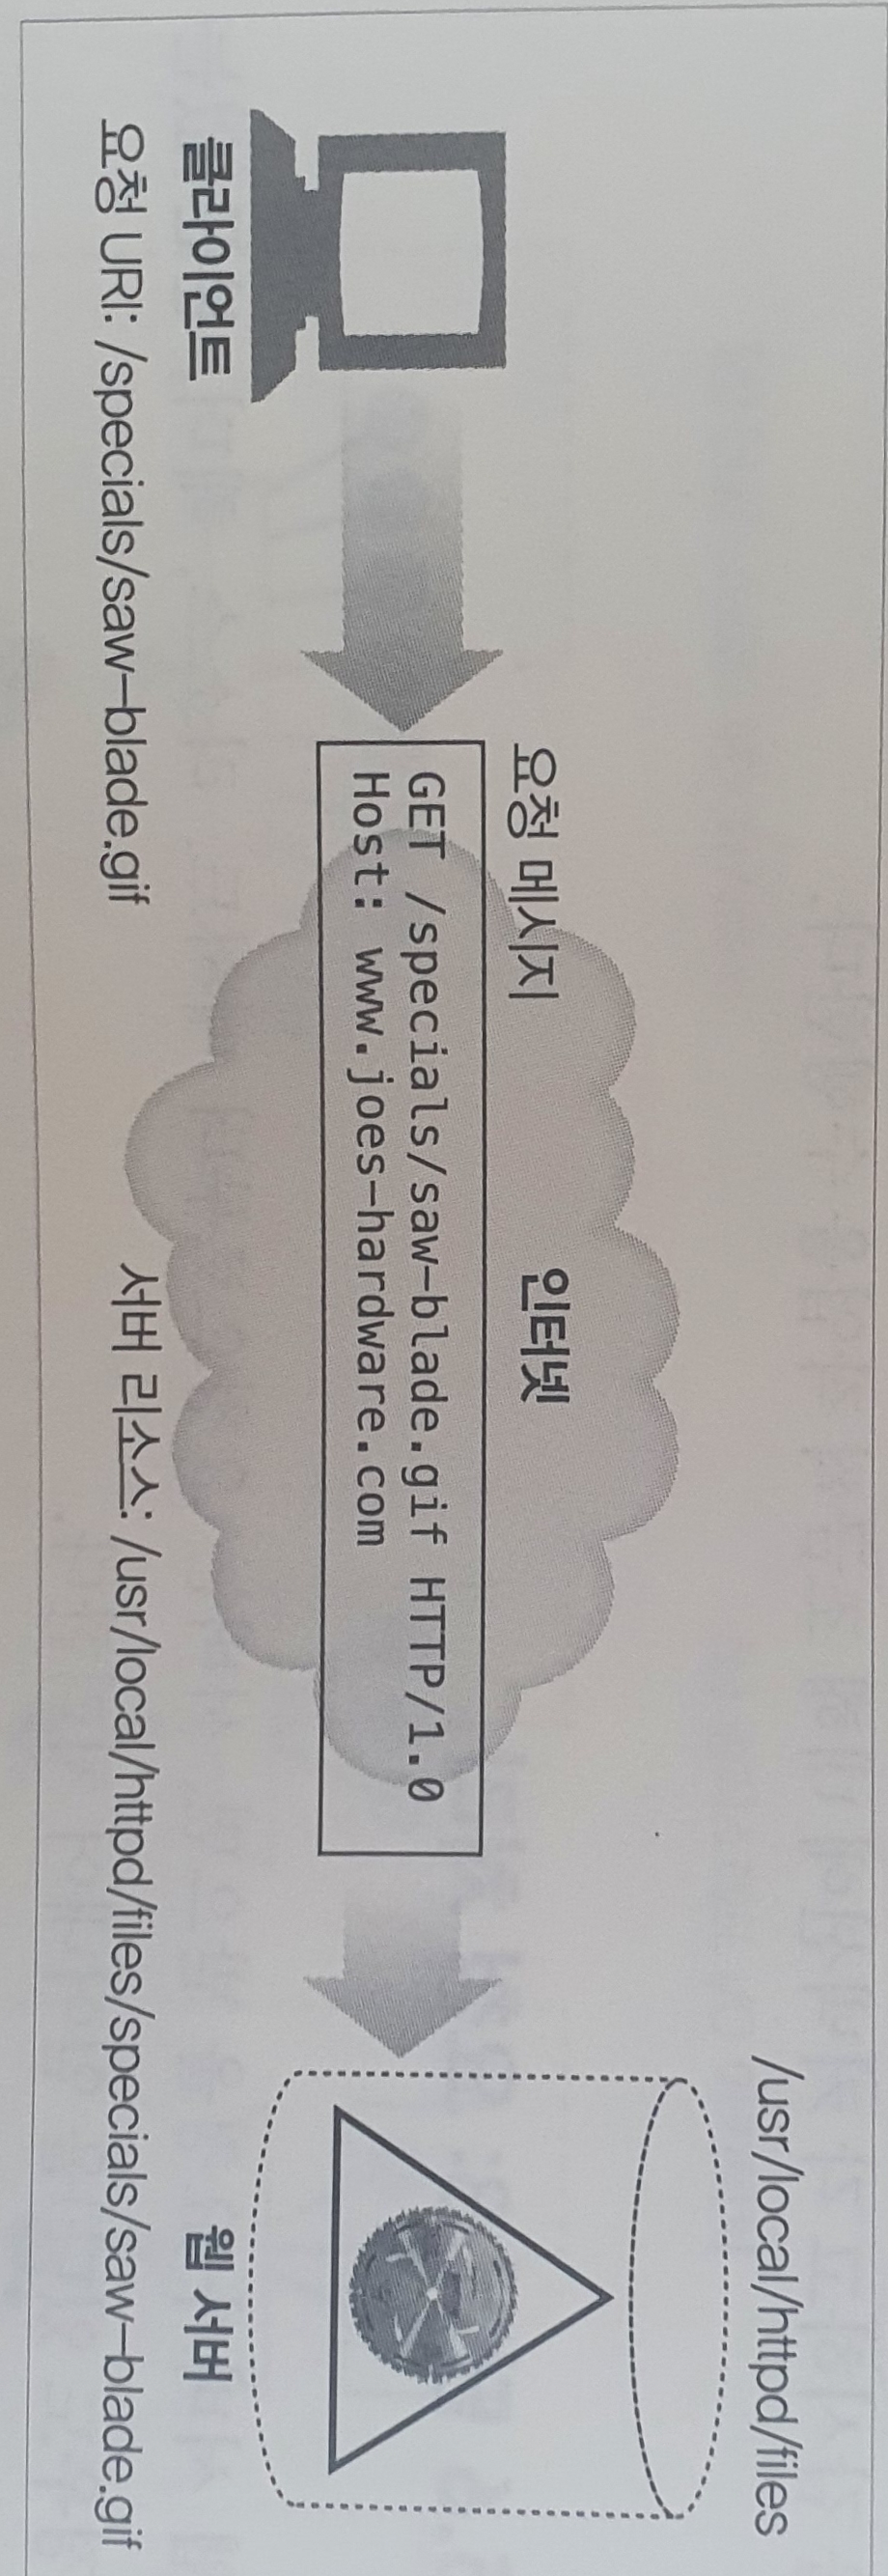 /usr/local/httpd/files
요청 메시지
인터넷
GET /specials/saw-blade.gif HTTP/1.0
Host: www.joes-hardware.com
클라이언트
웹 서버
요청 URI: /specials/saw-blade.gif
서버 리소스: /usr/local/httpd/files/specials/saw-blade.gif